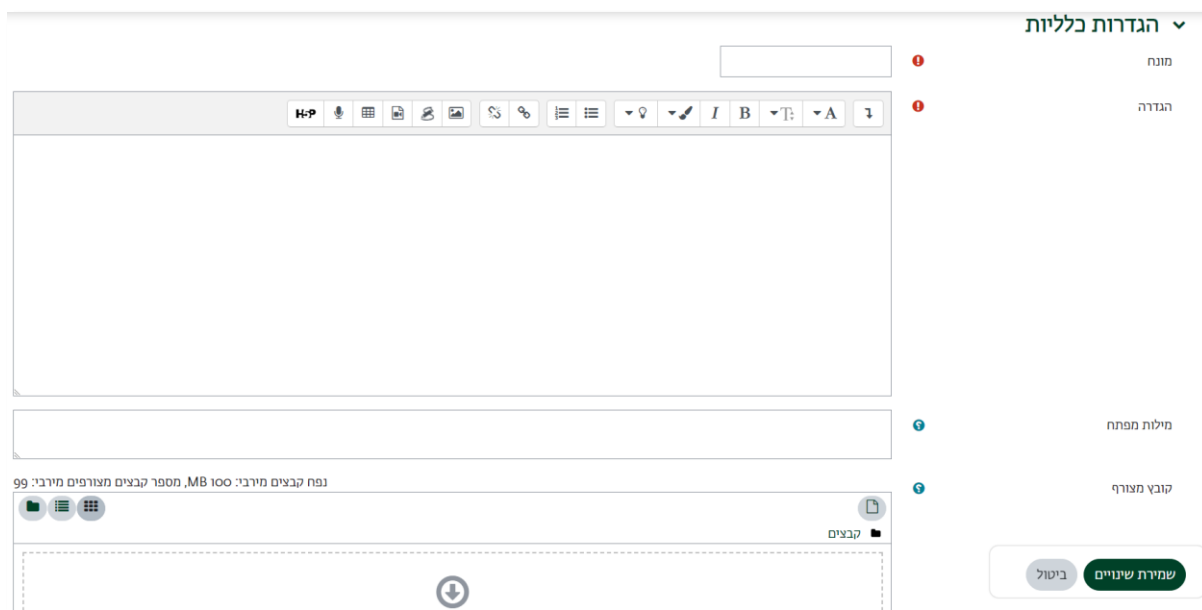 הגדרות כלליות
מונח
הגדרה
A T: B I H-P
מילות מפתח
קובץ מצורף
נפח קבצים מירבי: 100 MB, מספר קבצים מצורפים מירבי: 99
קבצים
שמירת שינויים
ביטול